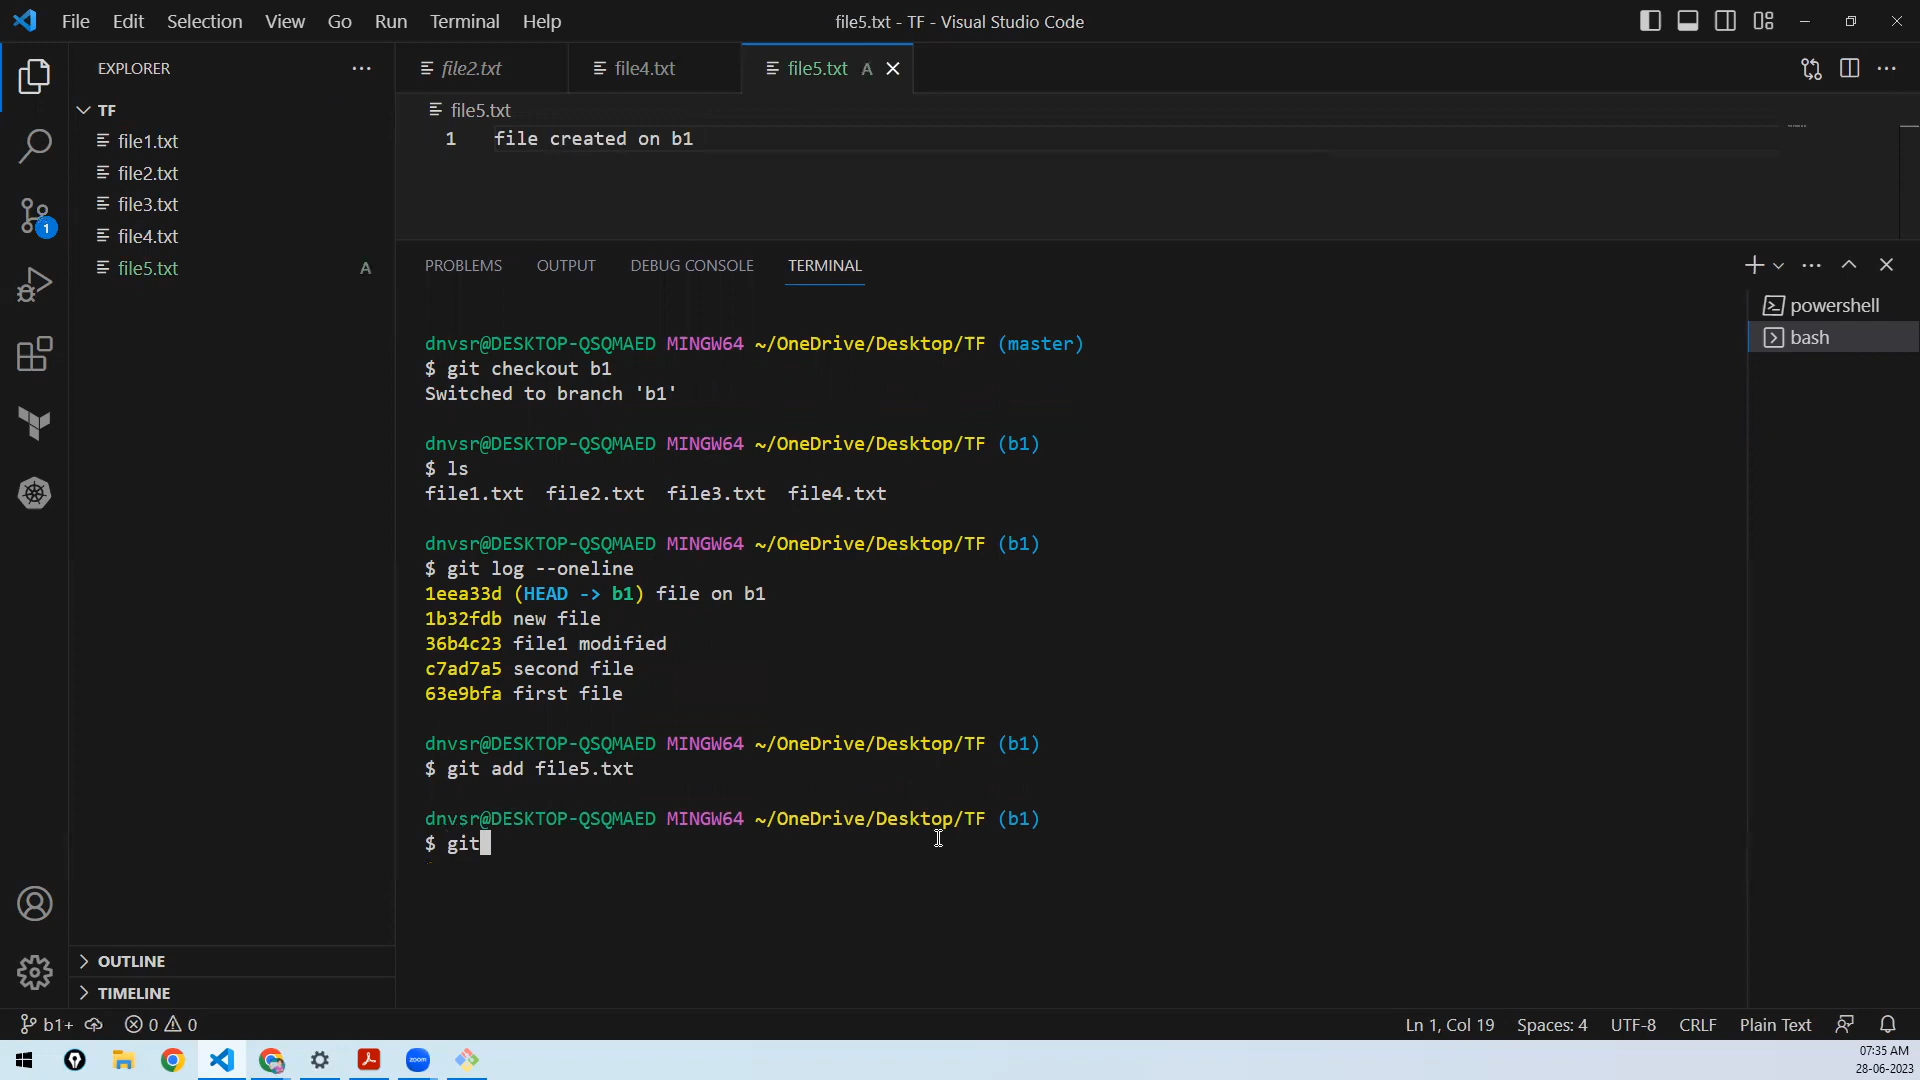 File Edit Selection View Go Run Terminal Help
file5.txt - TF - Visual Studio Code
EXPLORER
TF
file1.txt
file2.txt
file3.txt
file4.txt
file5.txt A
1
OUTLINE
TIMELINE
file2.txt file4.txt file5.txt A
file5.txt
1 file created on b1
PROBLEMS OUTPUT DEBUG CONSOLE TERMINAL
powershell
bash
dnvsr@DESKTOP-QSQMAED MINGW64 ~/OneDrive/Desktop/TF (master)
$ git checkout b1
Switched to branch 'b1'
dnvsr@DESKTOP-QSQMAED MINGW64 ~/OneDrive/Desktop/TF (b1)
$ ls
file1.txt file2.txt file3.txt file4.txt
dnvsr@DESKTOP-QSQMAED MINGW64 ~/OneDrive/Desktop/TF (b1)
$ git log --oneline
1eea33d (HEAD -> b1) file on b1
1b32fdb new file
36b4c23 file1 modified
c7ad7a5 second file
63e9bfa first file
dnvsr@DESKTOP-QSQMAED MINGW64 ~/OneDrive/Desktop/TF (b1)
$ git add file5.txt
dnvsr@DESKTOP-QSQMAED MINGW64 ~/OneDrive/Desktop/TF (b1)
$ git
b1+ 0 0 Ln 1, Col 19 Spaces: 4 UTF-8 CRLF Plain Text
zoom
07:35 AM
28-06-2023